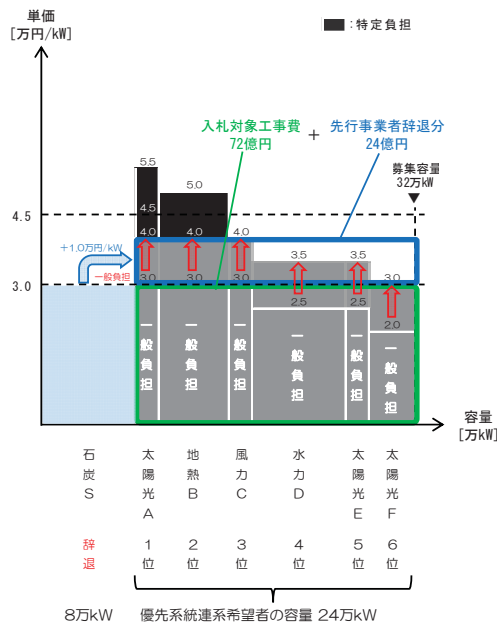 単価
[万円/kW]
：特定負担
入札対象工事費
72億円
＋
先行事業者辞退分
24億円
募集容量
32万kW
5.5
5.0
4.5
4.5
4.0
4.0
4.0
＋1.0万円/kW
一般負担
3.5
3.5
3.0
3.0
3.0
3.0
3.0
2.5
2.5
2.0
一般負担
一般負担
一般負担
一般負担
一般負担
一般負担
容量
[万kW]
石炭S
太陽光A
地熱B
風力C
水力D
太陽光E
太陽光F
辞退
1位
2位
3位
4位
5位
6位
8万kW
優先系統連系希望者の容量 24万kW